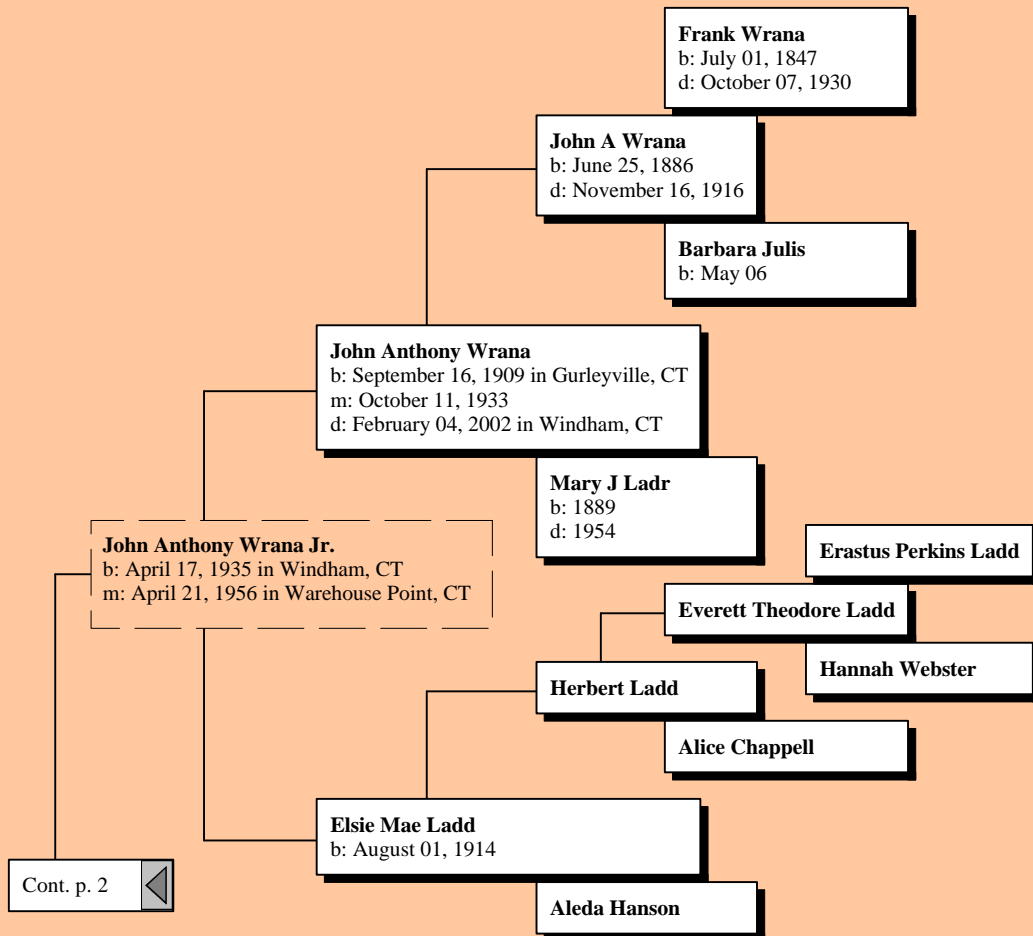 Frank Wrana
b: July 01, 1847
d: October 07, 1930
John A Wrana
b: June 25, 1886
d: November 16, 1916
Barbara Julis
b: May 06
John Anthony Wrana
b: September 16, 1909 in Gurleyville, CT
m: October 11, 1933
d: February 04, 2002 in Windham, CT
Mary J Ladr
b: 1889
d: 1954
John Anthony Wrana Jr.
b: April 17, 1935 in Windham, CT
m: April 21, 1956 in Warehouse Point, CT
Erastus Perkins Ladd
Everett Theodore Ladd
Hannah Webster
Herbert Ladd
Alice Chappell
Elsie Mae Ladd
b: August 01, 1914
Cont. p. 2
Aleda Hanson